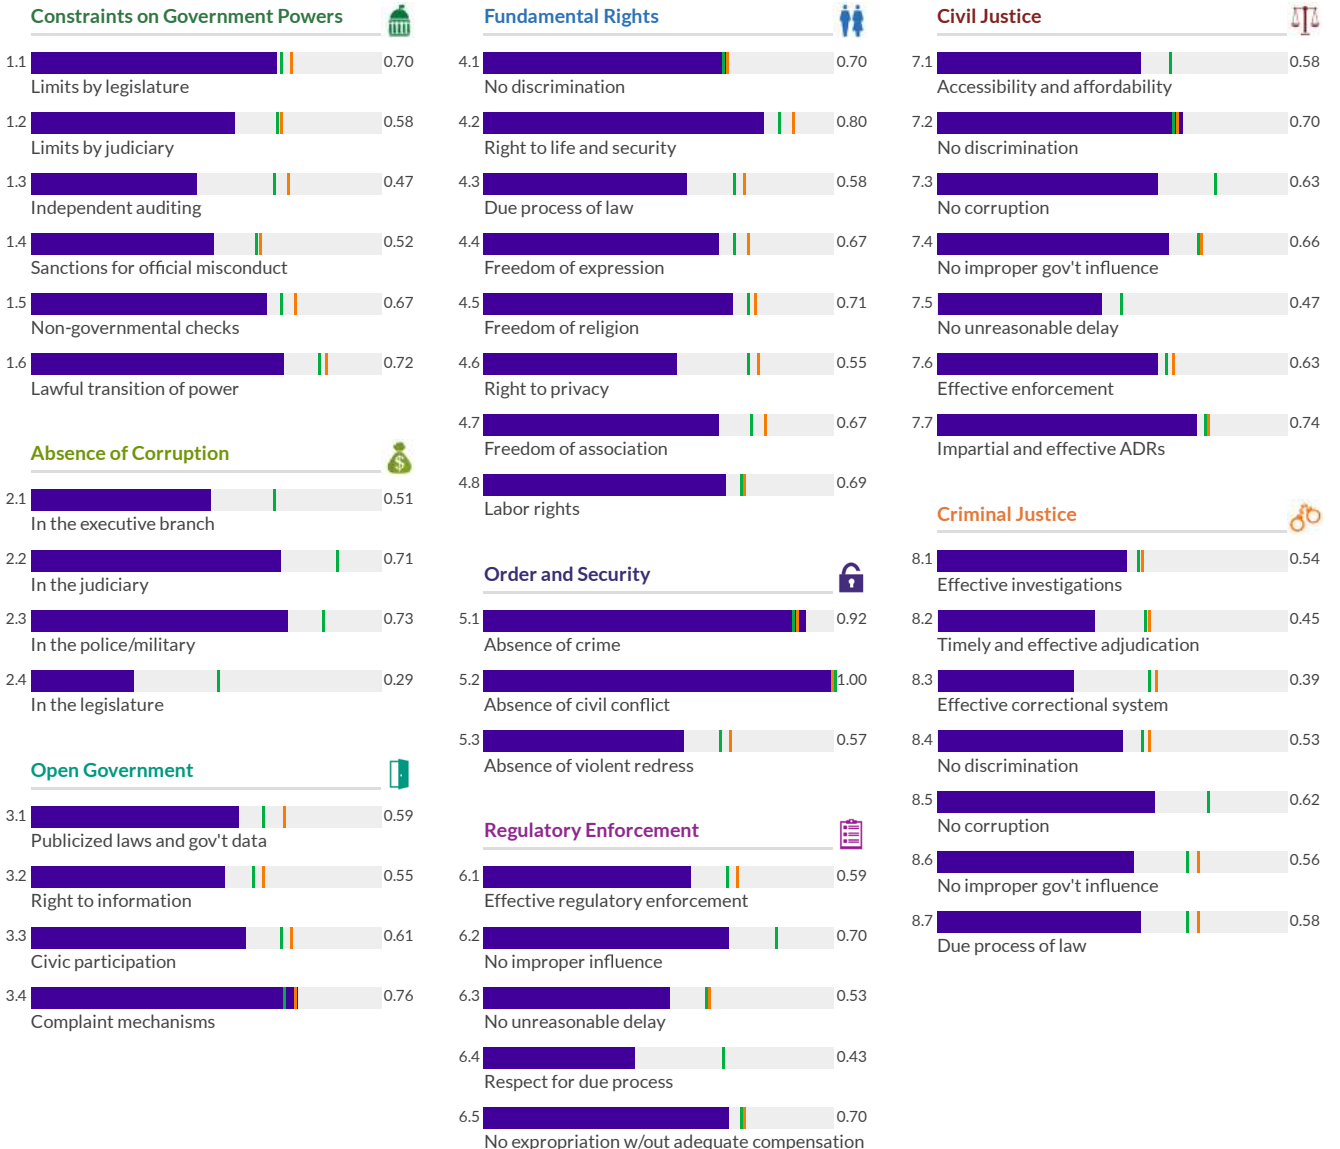 Constraints on Government Powers
1.1 0.70
Limits by legislature
1.2 0.58
Limits by judiciary
1.3 0.47
Independent auditing
1.4 0.52
Sanctions for official misconduct
1.5 0.67
Non-governmental checks
1.6 0.72
Lawful transition of power
Absence of Corruption
$
2.1 0.51
In the executive branch
2.2 0.71
In the judiciary
2.3 0.73
In the police/military
2.4 0.29
In the legislature
Open Government
3.1 0.59
Publicized laws and gov't data
3.2 0.55
Right to information
3.3 0.61
Civic participation
3.4 0.76
Complaint mechanisms
Fundamental Rights
4.1 0.70
No discrimination
4.2 0.80
Right to life and security
4.3 0.58
Due process of law
4.4 0.67
Freedom of expression
4.5 0.71
Freedom of religion
4.6 0.55
Right to privacy
4.7 0.67
Freedom of association
4.8 0.69
Labor rights
Order and Security
5.1 0.92
Absence of crime
5.2 1.00
Absence of civil conflict
5.3 0.57
Absence of violent redress
Regulatory Enforcement
6.1 0.59
Effective regulatory enforcement
6.2 0.70
No improper influence
6.3 0.53
No unreasonable delay
6.4 0.43
Respect for due process
6.5 0.70
No expropriation w/out adequate compensation
Civil Justice
7.1 0.58
Accessibility and affordability
7.2 0.70
No discrimination
7.3 0.63
No corruption
7.4 0.66
No improper gov't influence
7.5 0.47
No unreasonable delay
7.6 0.63
Effective enforcement
7.7 0.74
Impartial and effective ADRs
Criminal Justice
8.1 0.54
Effective investigations
8.2 0.45
Timely and effective adjudication
8.3 0.39
Effective correctional system
8.4 0.53
No discrimination
8.5 0.62
No corruption
8.6 0.56
No improper gov't influence
8.7 0.58
Due process of law